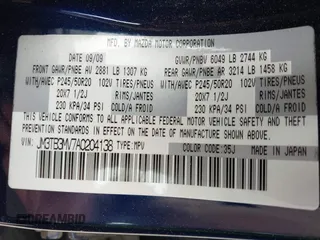 MFD. BY MAZDA MOTOR CORPORATION
DATE 09/09 GVWR/PNBV 6049 LB 2744 KG
FRONT GAWR/PNBE AV 2881 LB 1307 KG REAR GAWR/PNBE AR 3214 LB 1458 KG
WITH/AVEC P245/50R20 TIRES/PNEUS WITH/AVEC P245/50R20 102V TIRES/PNEUS
20X7 1/2J RIMS/JANTES 20X7 1/2J RIMS/JANTES
230 KPA/34 PSI COLD/FROID 230 KPA/34 PSI COLD/FROID
THIS VEHICLE CONFORMS TO ALL APPLICABLE FEDERAL MOTOR VEHICLE SAFETY AND
THEFT PREVENTION STANDARDS IN EFFECT ON THE DATE OF MANUFACTURE SHOWN ABOVE.
VIN: JM3TB3MV7A0204138 TYPE:MPV COLOR CODE:35J
MADE IN JAPAN
DREAMBID